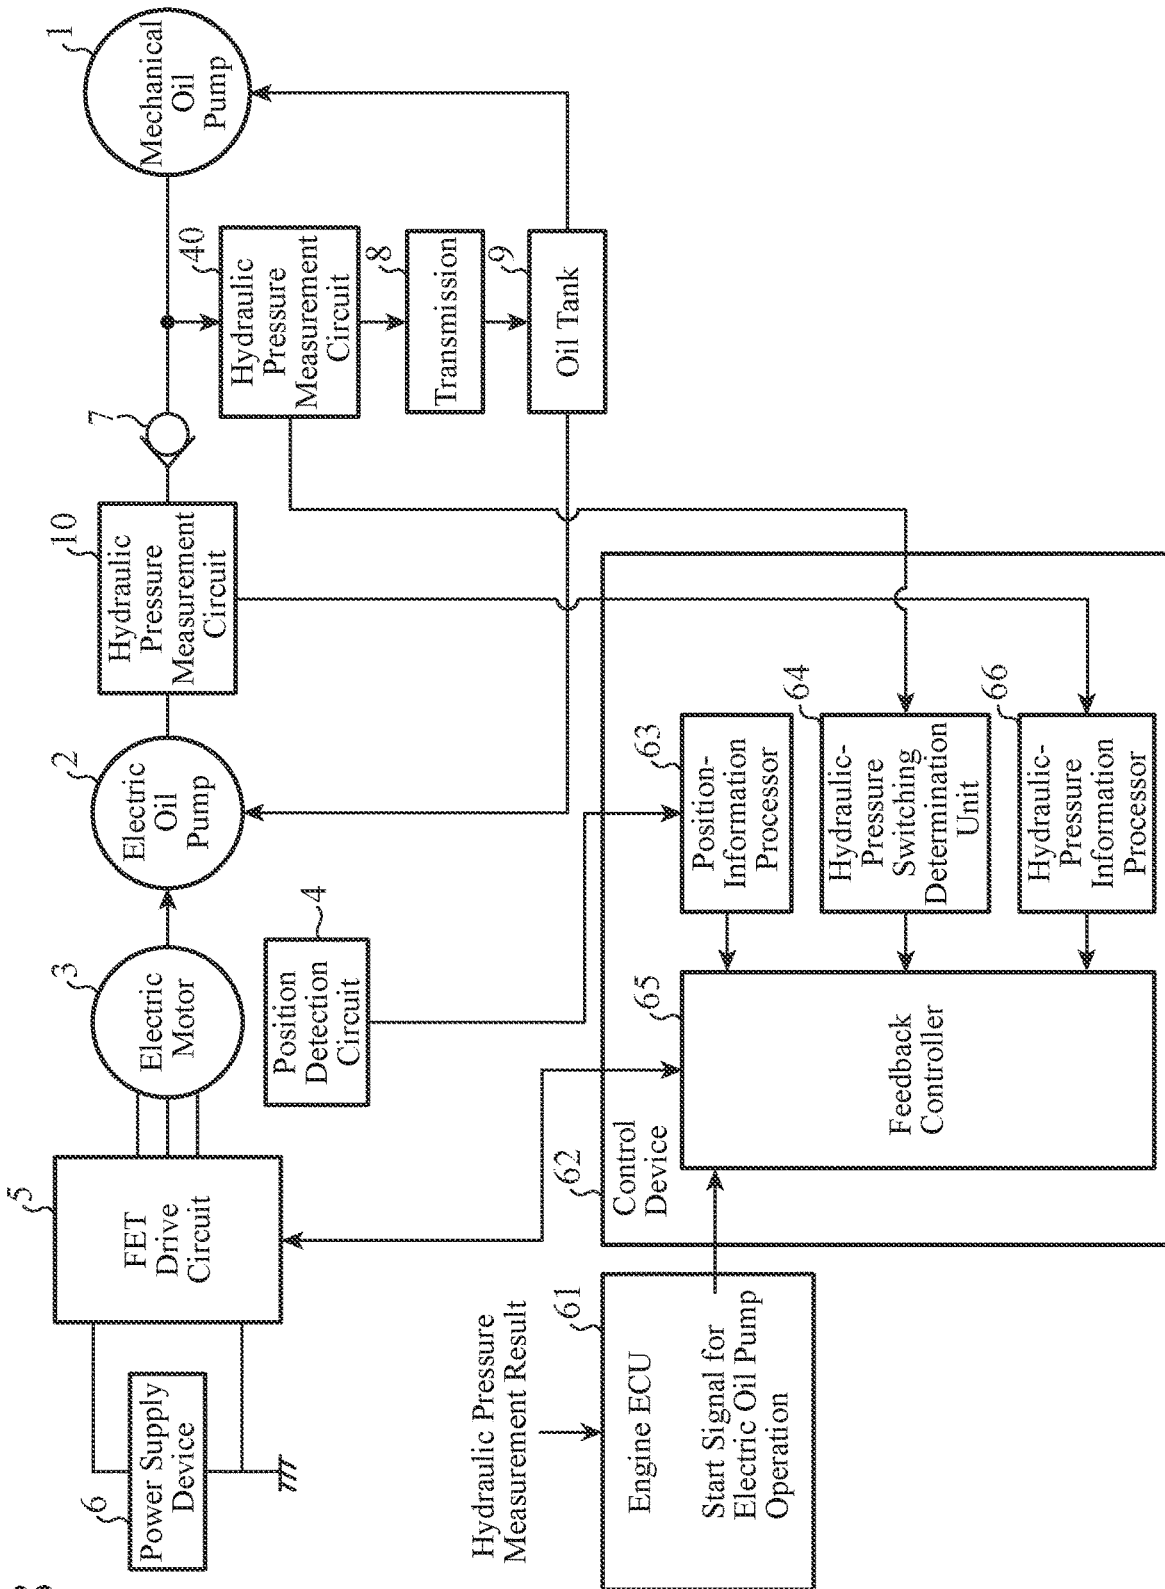 6
Power Supply
Device
5
FET
Drive
Circuit
3
Electric
Motor
2
Electric
Oil
Pump
10
Hydraulic
Pressure
Measurement
Circuit
7
1
Mechanical
Oil
Pump
4
Position
Detection
Circuit
40
Hydraulic
Pressure
Measurement
Circuit
8
Transmission
9
Oil Tank
Hydraulic Pressure
Measurement Result
61
Engine ECU
Start Signal for
Electric Oil Pump
Operation
62
Control
Device
65
Feedback
Controller
63
Position-
Information
Processor
64
Hydraulic-
Pressure
Switching
Determination
Unit
66
Hydraulic-
Pressure
Information
Processor